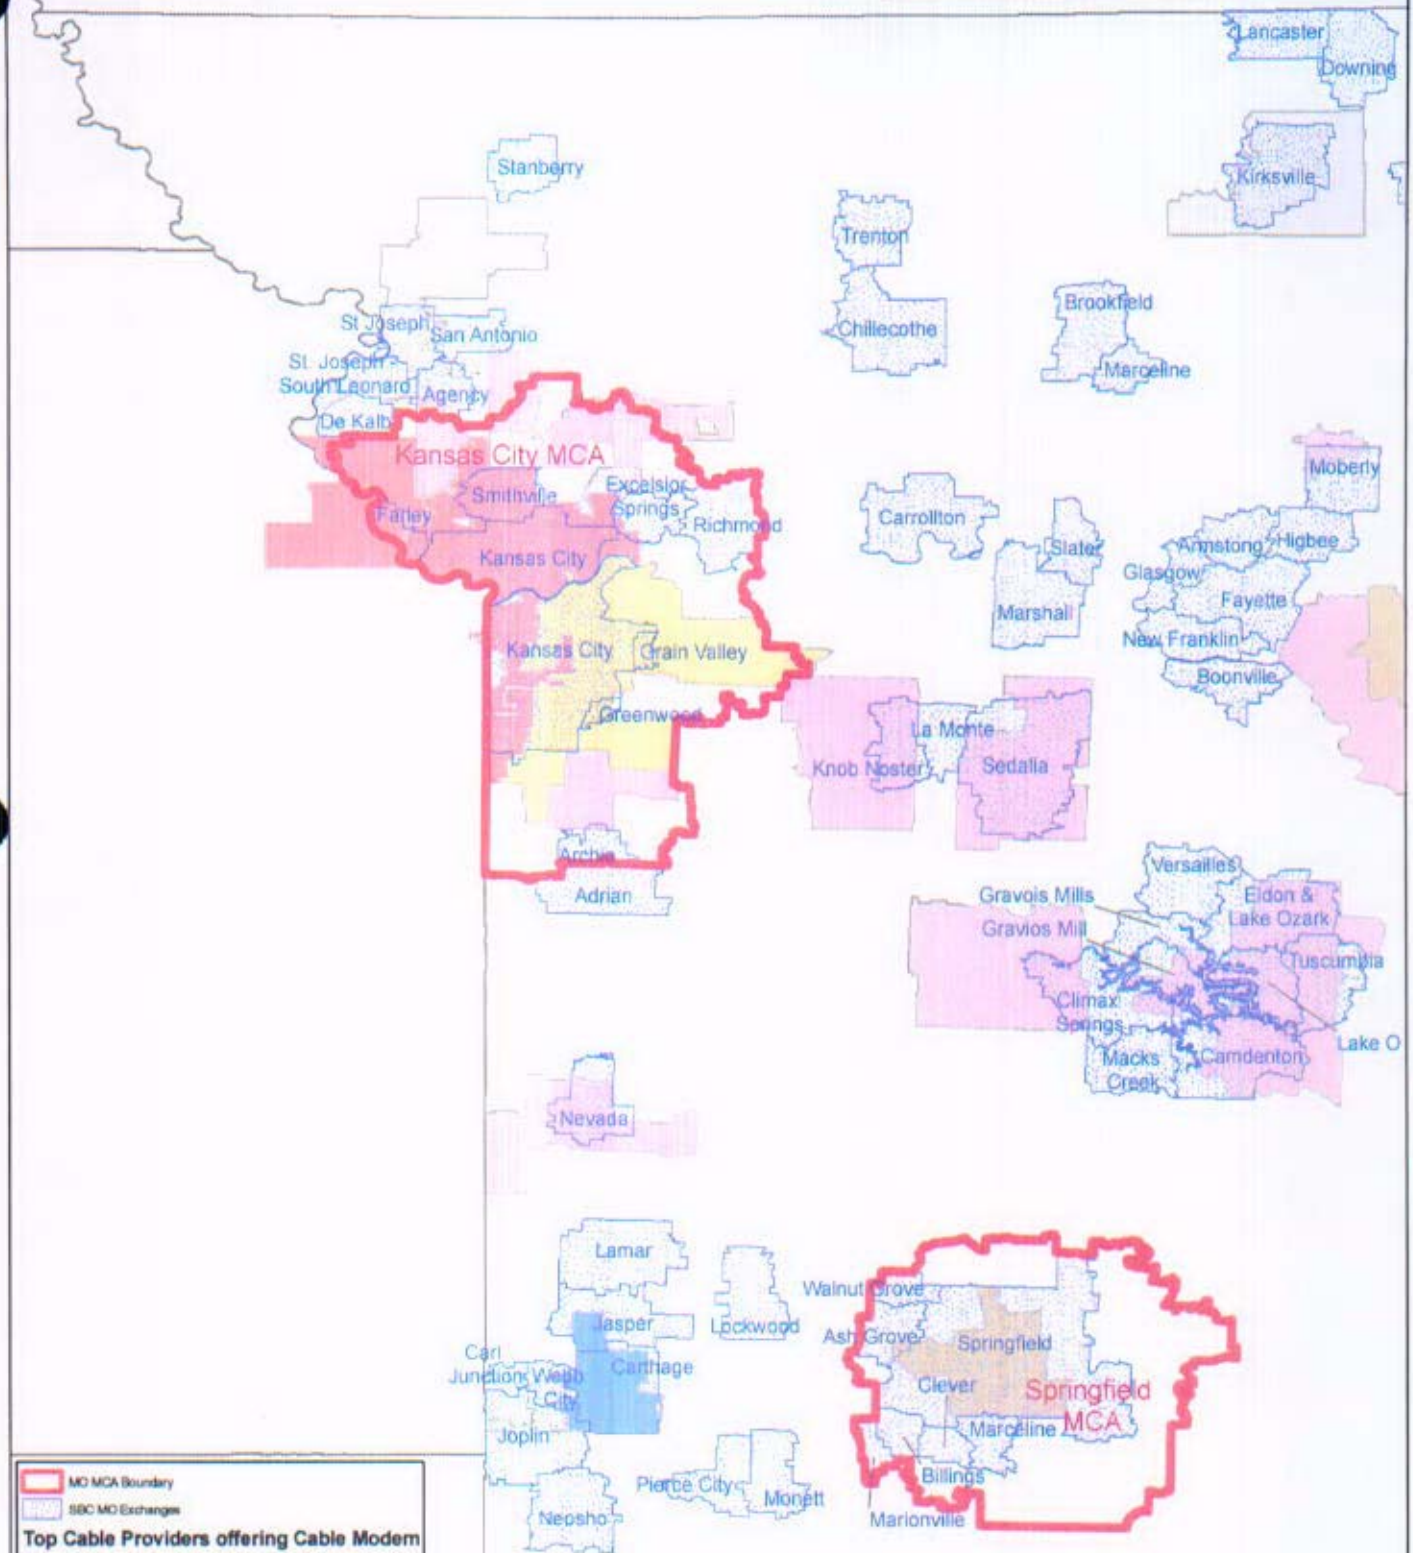 Lancaster
Downing
Stanberry
Kirksville
Trenton
Brookfield
St Joseph
San Antonio
Chillecothe
St. Joseph -
South Leonard
Agency
Marceline
De Kalb
Kansas City MCA
Moberly
Smithville
Excelsior
Springs
Farley
Richmond
Carrollton
Slater
Armstong
Higbee
Kansas City
Glasgow
Fayette
Marshall
New Franklin
Kansas City
Grain Valley
Boonville
Greenwood
La Monte
Knob Noster
Sedalia
Archie
Adrian
Versailles
Gravois Mills
Eldon &
Lake Ozark
Gravios Mill
Tuscumbia
Climax
Springs
Lake O
Macks
Creek
Camdenton
Nevada
Lamar
Walnut Grove
Jasper
Lockwood
Ash Grove
Springfield
Carl
Junction
Webb
City
Carthage
Clever
Springfield
MCA
Joplin
Marceline
Billings
Pierce City
Monett
Neosho
Marionville
MO MCA Boundary
SBC MO Exchanges
Top Cable Providers offering Cable Modem